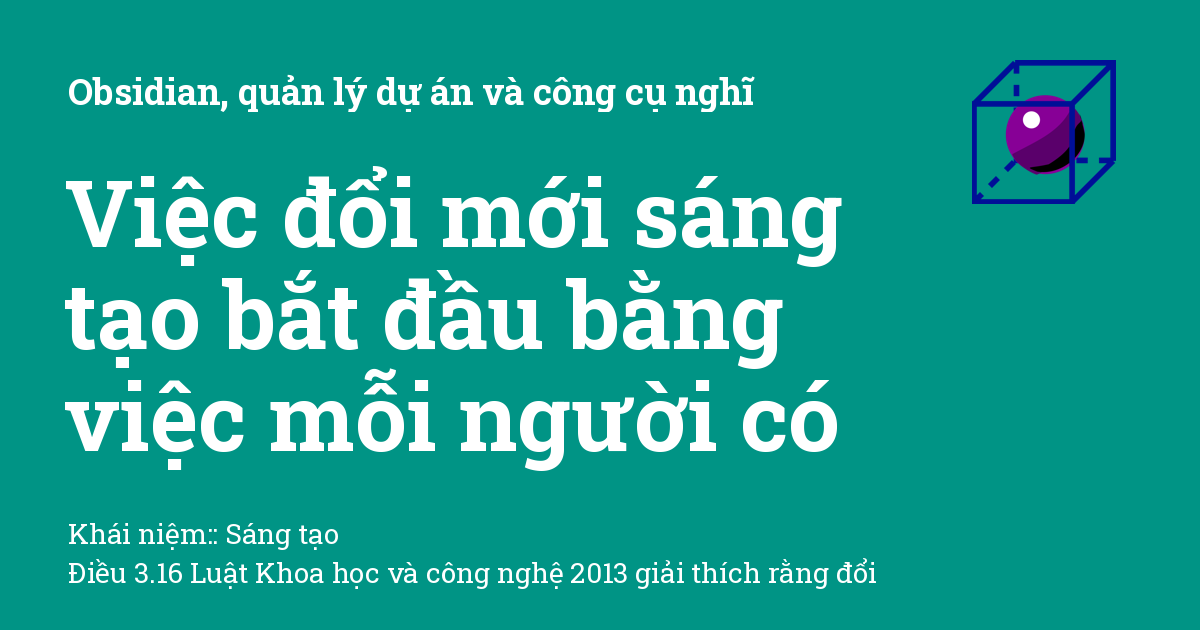 Obsidian, quản lý dự án và công cụ nghĩ
Việc đổi mới sáng
tạo bắt đầu bằng
việc mỗi người có
Khái niệm:: Sáng tạo
Điều 3.16 Luật Khoa học và công nghệ 2013 giải thích rằng đổi